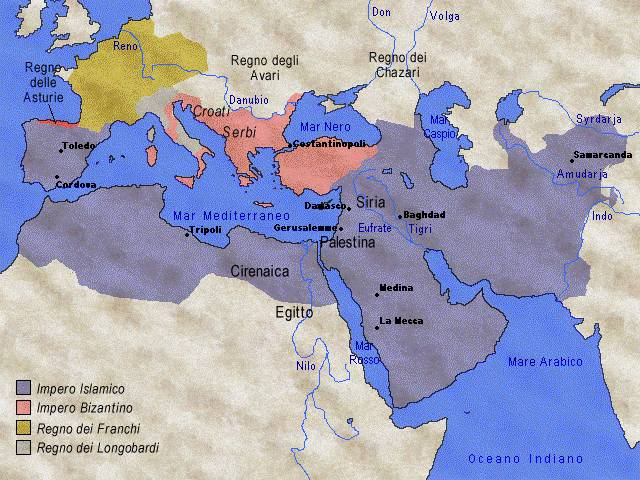 Don
Volga
Reno
Regno
delle
Asturie
Regno degli
Avari
Regno dei
Chazari
Danubio
Croati
Serbi
Mar Nero
Costantinopoli
Mar
Caspio
Syrdarja
Samarcanda
Amudarja
Indo
Toledo
Cordova
Mar Mediterraneo
Tripoli
Damasco
Siria
Gerusalemme
Palestina
Eufrate
Tigri
Baghdad
Cirenaica
Egitto
Medina
La Mecca
Mar
Rosso
Nilo
Mare Arabico
Oceano Indiano
Impero Islamico
Impero Bizantino
Regno di Franchi
Regno dei Longobardi